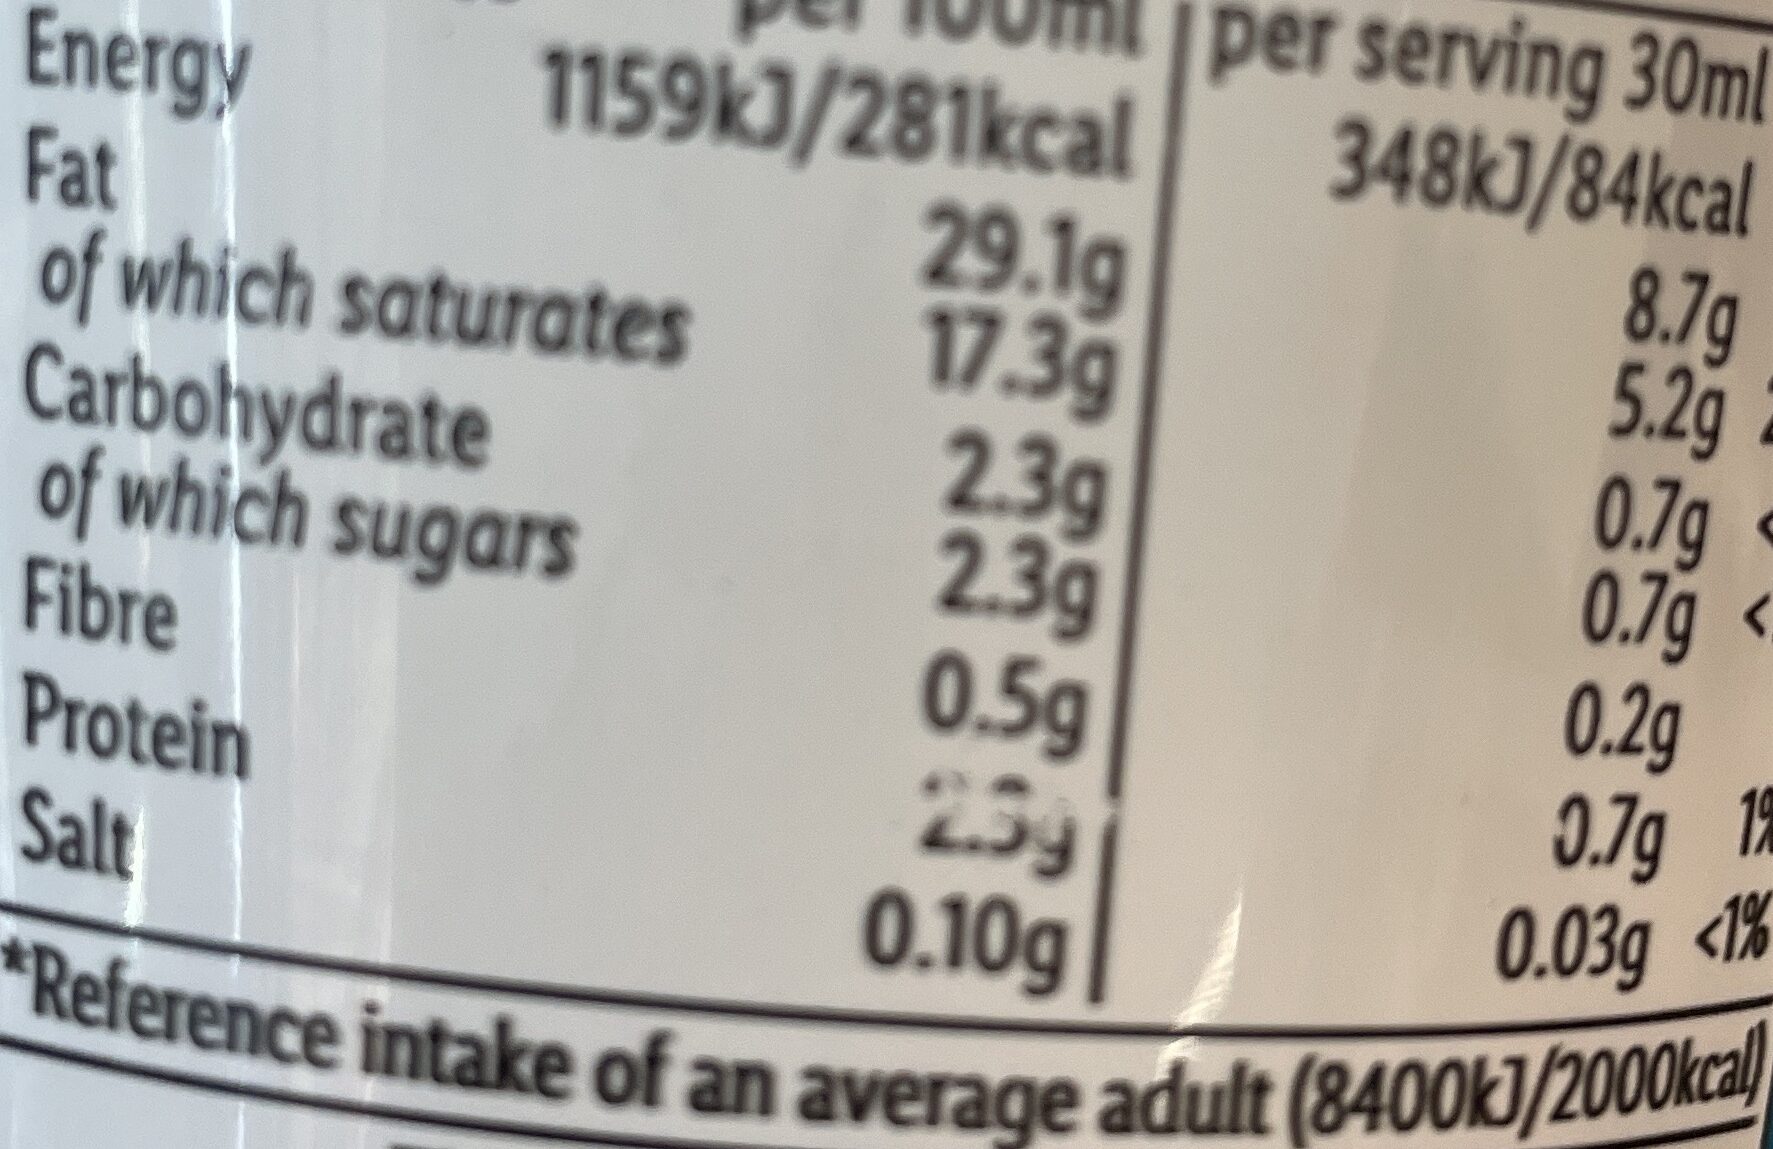 per 100ml per serving 30ml
Energy 1159kJ/281kcal 348kJ/84kcal
Fat 29.1g 8.7g
of which saturates 17.3g 5.2g
Carbohydrate 2.3g 0.7g <
of which sugars 2.3g 0.7g <
Fibre 0.5g 0.2g
Protein 2.3g 0.7g 1%
Salt 0.10g 0.03g <1%
*Reference intake of an average adult (8400kJ/2000kcal)